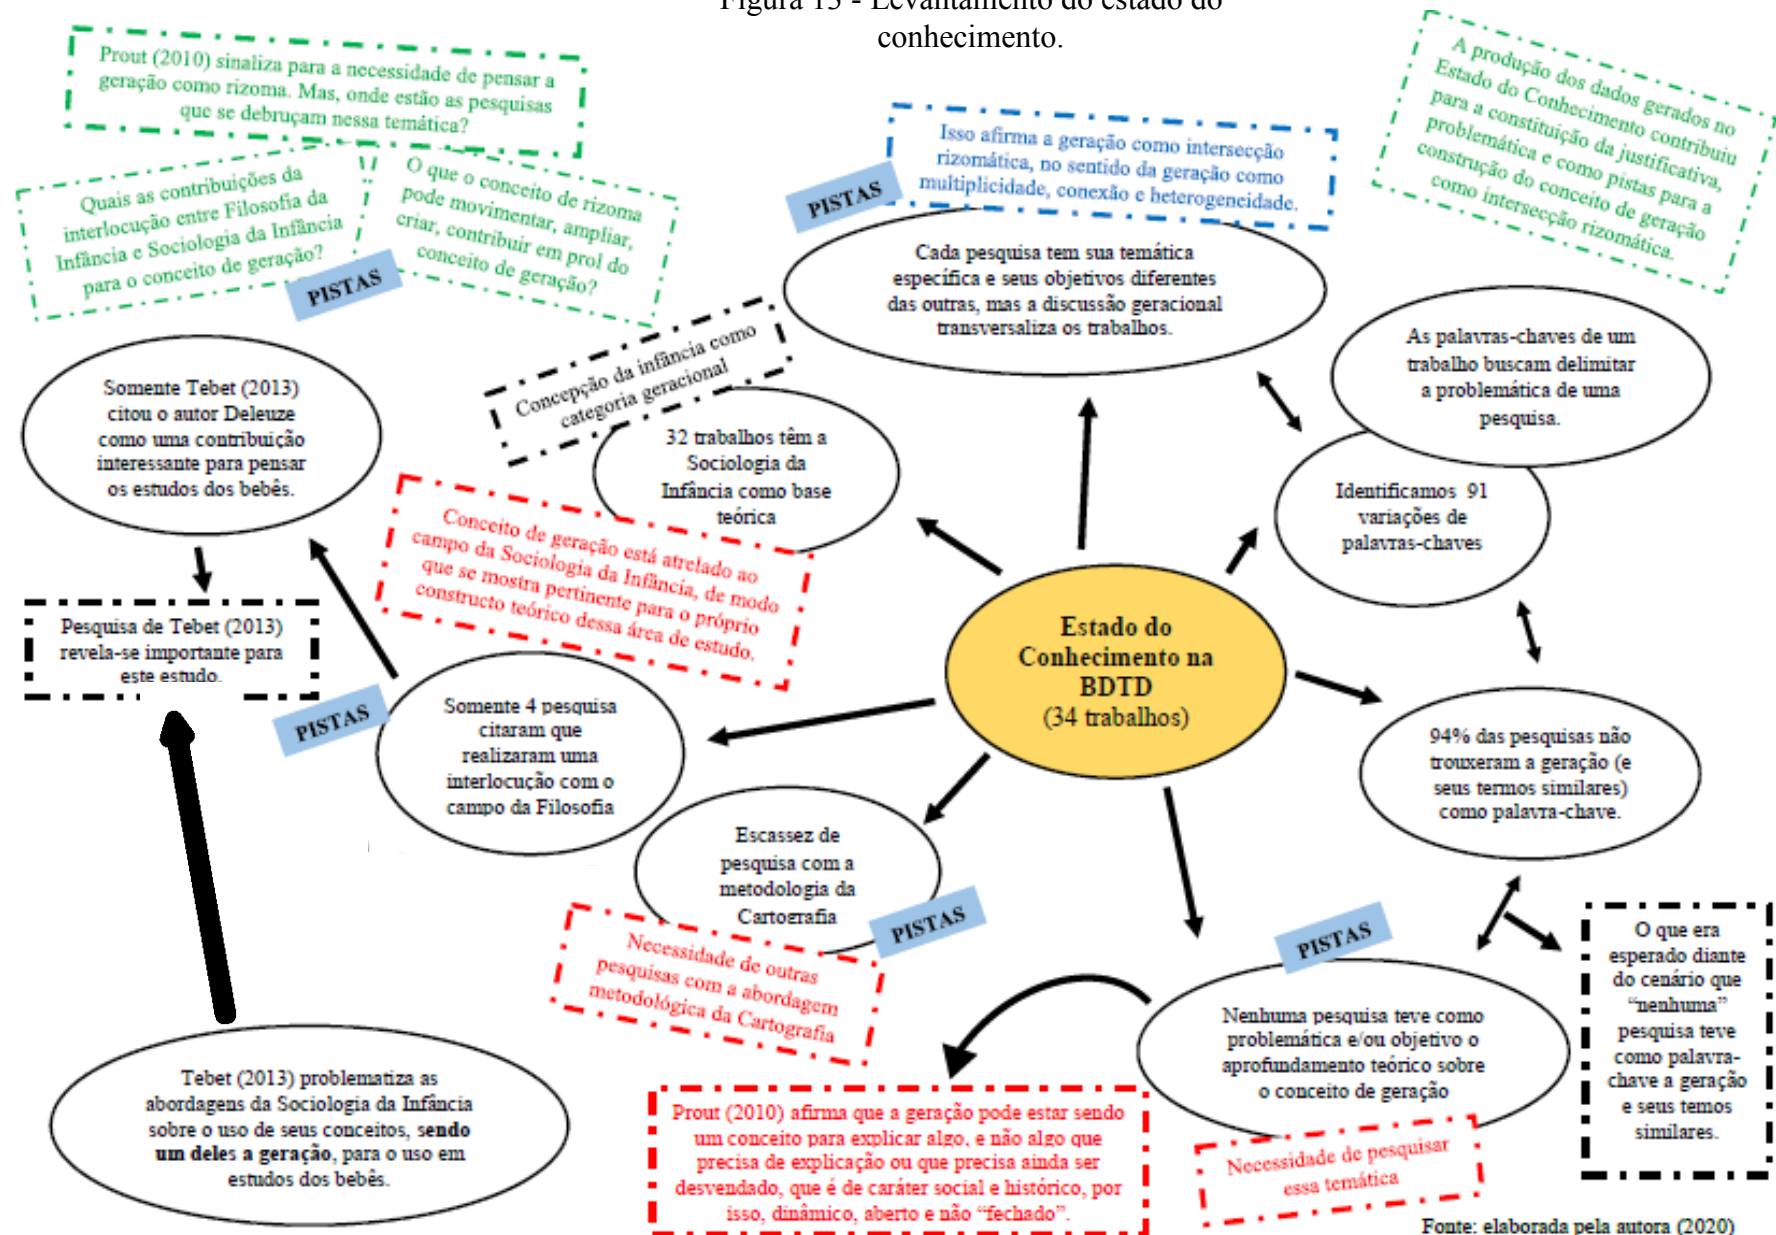 Figura 13 - Levantamento do estado do
conhecimento.
Prout (2010) sinaliza para a necessidade de pensar a
geração como rizoma. Mas, onde estão as pesquisas
que se debruçam nessa temática?
Quais as contribuições da
interlocução entre Filosofia da
Infância e Sociologia da Infância
para o conceito de geração?
O que o conceito de rizoma
pode movimentar, ampliar,
criar, contribuir em prol do
conceito de geração?
PISTAS
Somente Tebet (2013)
citou o autor Deleuze
como uma contribuição
interessante para pensar
os estudos dos bebês.
Pesquisa de Tebet (2013)
revela-se importante para
este estudo.
Tebet (2013) problematiza as
abordagens da Sociologia da Infância
sobre o uso de seus conceitos, sendo
um deles a geração, para o uso em
estudos dos bebês.
Concepção da infância como
categoria geracional
32 trabalhos têm a
Sociologia da
Infância como base
teórica
Conceito de geração está atrelado ao
campo da Sociologia da Infância, de modo
que se mostra pertinente para o próprio
constructo teórico dessa área de estudo.
PISTAS
Somente 4 pesquisa
citaram que
realizaram uma
interlocução com o
campo da Filosofia
Escassez de
pesquisa com a
metodologia da
Cartografia
PISTAS
Necessidade de outras
pesquisas com a abordagem
metodológica da Cartografia
Isso afirma a geração como intersecção
rizomática, no sentido da geração como
multiplicidade, conexão e heterogeneidade.
PISTAS
Cada pesquisa tem sua temática
específica e seus objetivos diferentes
das outras, mas a discussão geracional
transversaliza os trabalhos.
A produção dos dados gerados no
Estado do Conhecimento contribuiu
para a constituição da justificativa,
problemática e como pistas para a
construção do conceito de geração
como intersecção rizomática.
As palavras-chaves de um
trabalho buscam delimitar
a problemática de uma
pesquisa.
Identificamos 91
variações de
palavras-chaves
Estado do
Conhecimento na
BDTD
(34 trabalhos)
94% das pesquisas não
trouxeram a geração (e
seus termos similares)
como palavra-chave.
O que era
esperado diante
do cenário que
“nenhuma”
pesquisa teve
como palavra-
chave a geração
e seus temos
similares.
PISTAS
Nenhuma pesquisa teve como
problemática e/ou objetivo o
aprofundamento teórico sobre
o conceito de geração
Necessidade de pesquisar
essa temática
Prout (2010) afirma que a geração pode estar sendo
um conceito para explicar algo, e não algo que
precisa de explicação ou que precisa ainda ser
desvendado, que é de caráter social e histórico, por
isso, dinâmico, aberto e não “fechado”.
Fonte: elaborada pela autora (2020)